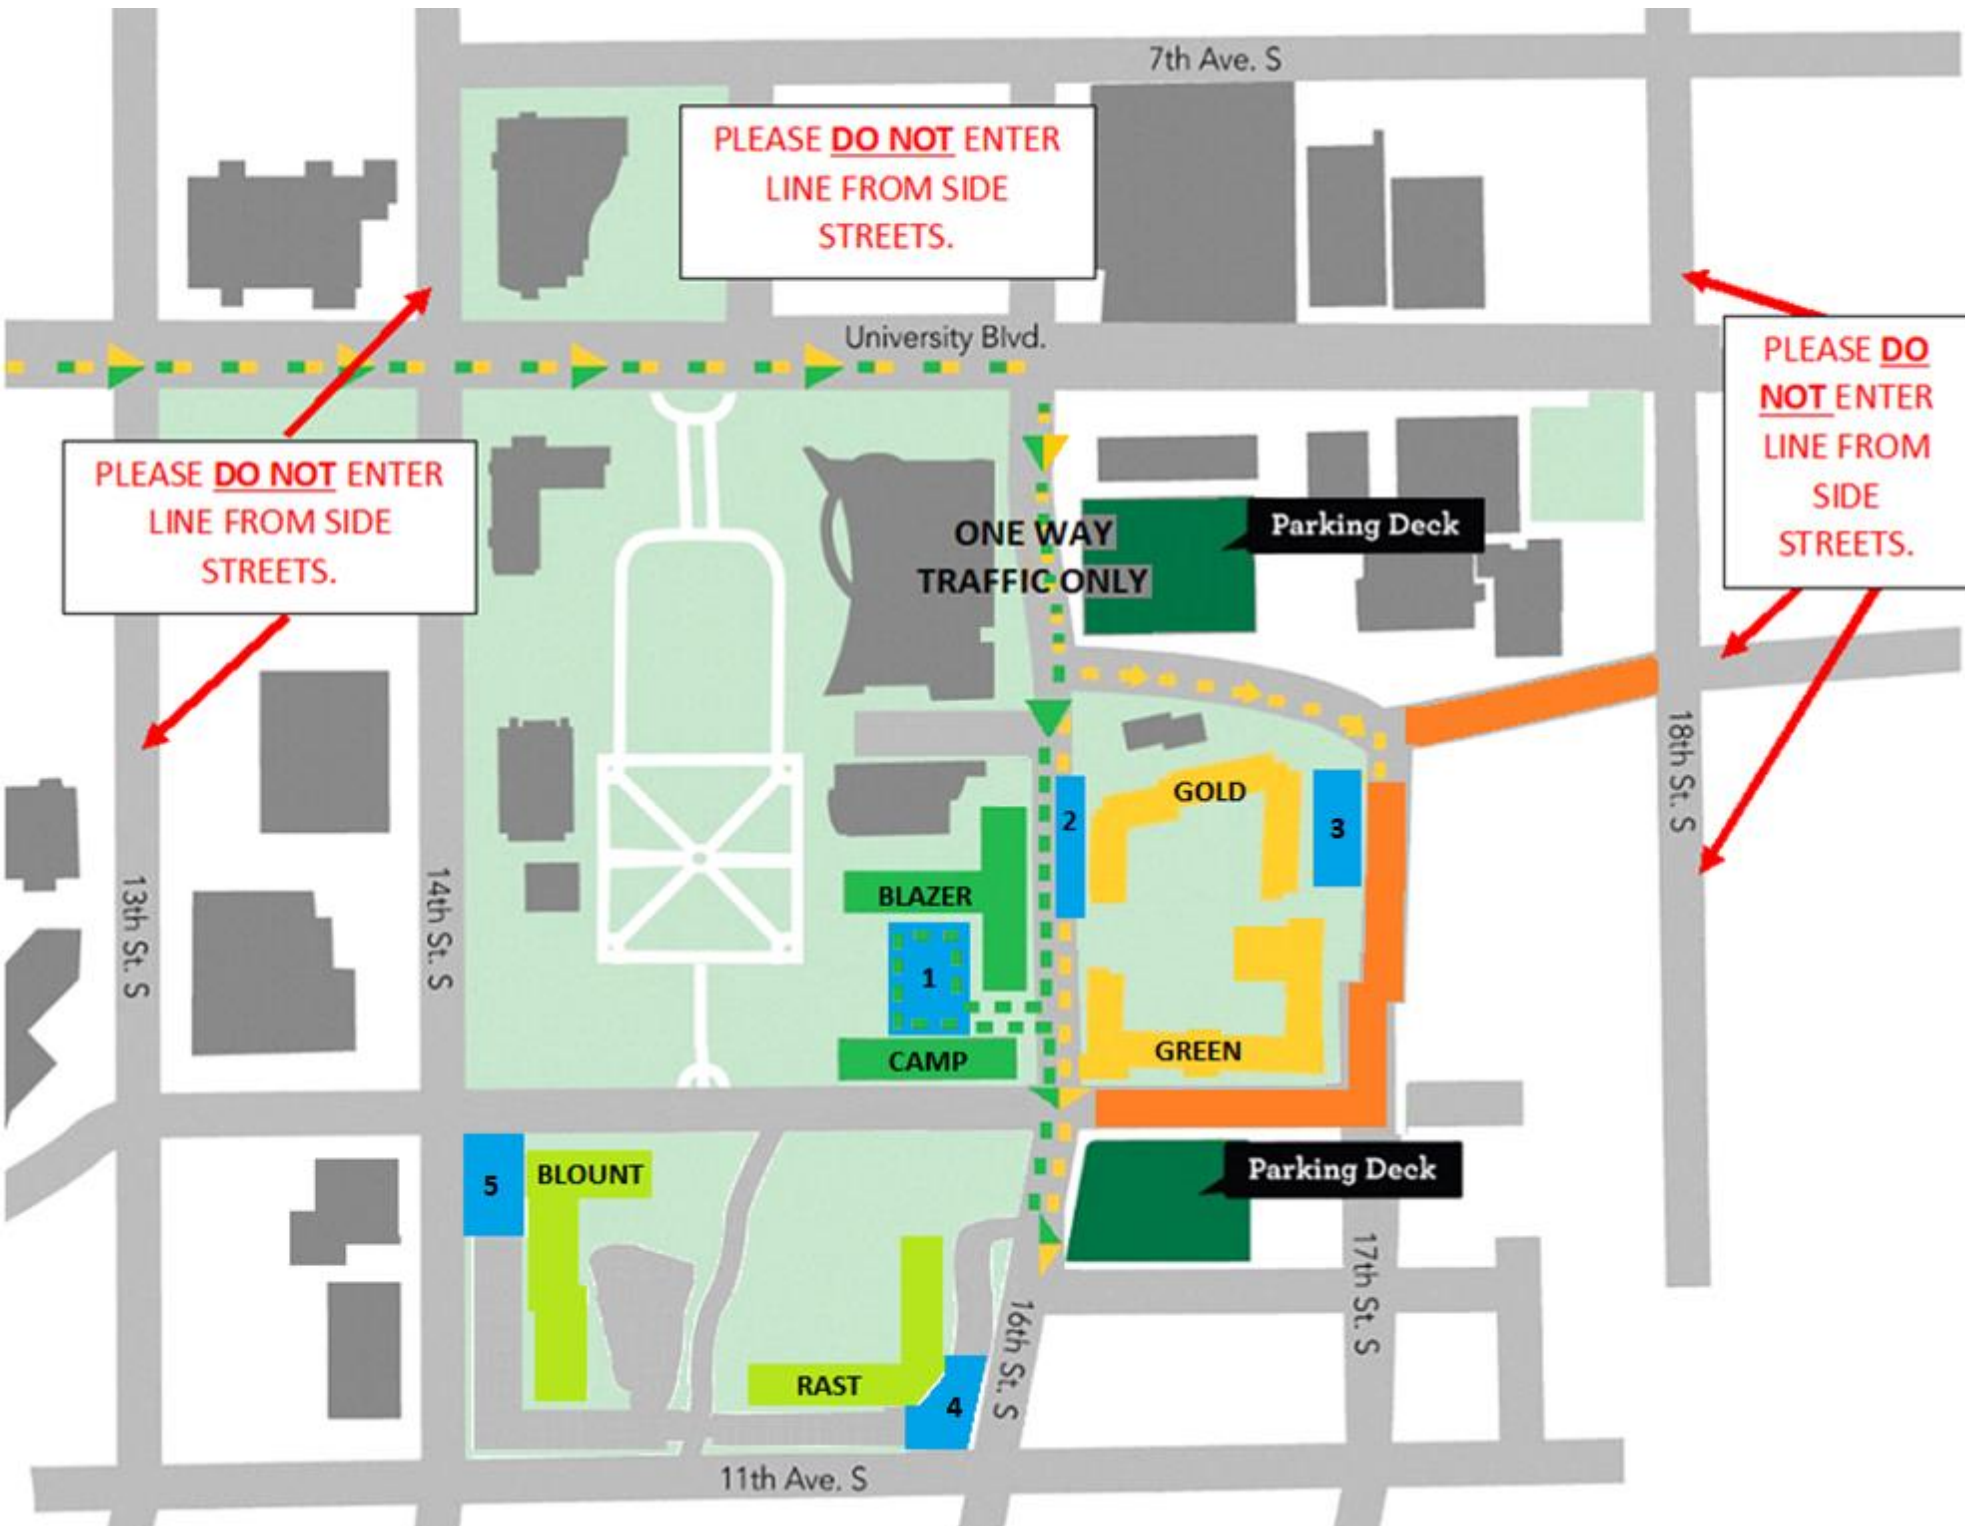 7th Ave. S
PLEASE DO NOT ENTER
LINE FROM SIDE
STREETS.
University Blvd.
PLEASE DO
NOT ENTER
LINE FROM
SIDE
STREETS.
PLEASE DO NOT ENTER
LINE FROM SIDE
STREETS.
ONE WAY
TRAFFIC ONLY
Parking Deck
18th St. S
GOLD
2
3
13th St. S
14th St. S
BLAZER
1
CAMP
GREEN
5
BLOUNT
Parking Deck
17th St. S
16th St. S
RAST
4
11th Ave. S